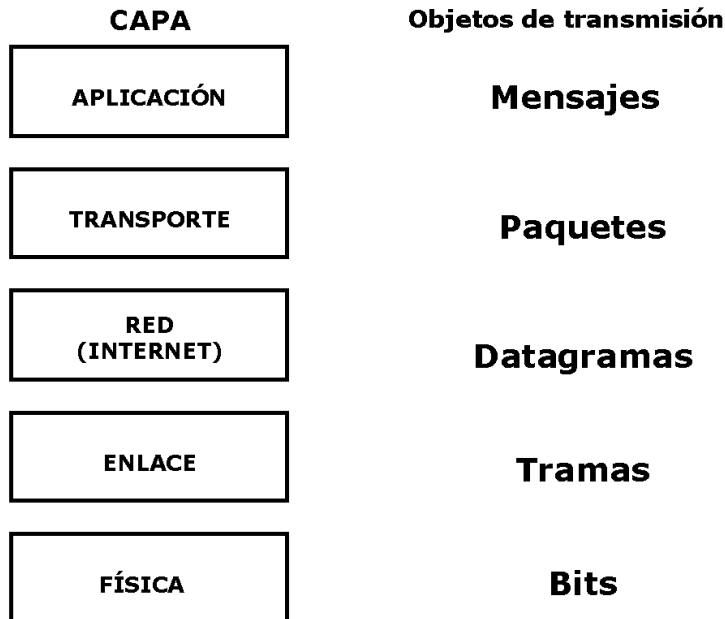 CAPA
Objetos de transmisión
APLICACIÓN
Mensajes
TRANSPORTE
Paquetes
RED
(INTERNET)
Datagramas
ENLACE
Tramas
FÍSICA
Bits